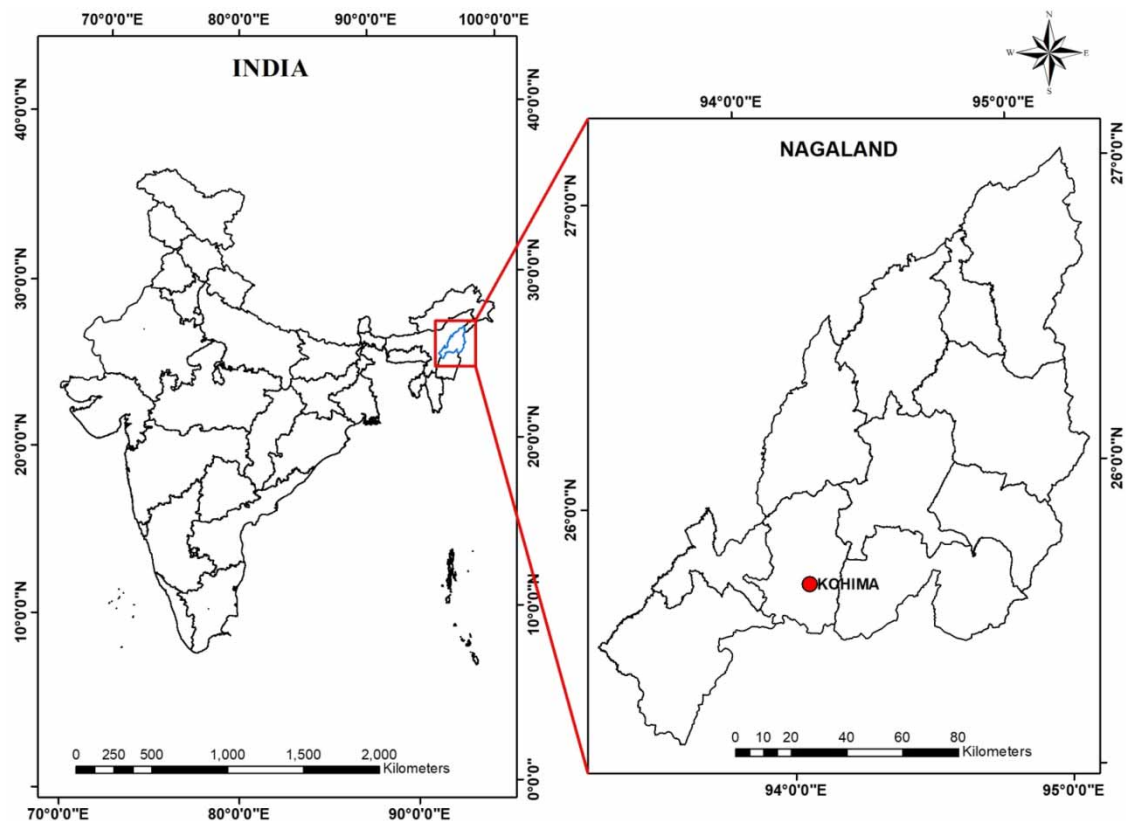 70°0'0"E 80°0'0"E 90°0'0"E 100°0'0"E
INDIA
40°0'0"N
30°0'0"N
20°0'0"N
10°0'0"N
0°0'0"
40°0'0"N
30°0'0"N
20°0'0"N
10°0'0"N
0°0'0"
0 250 500 1,000 1,500 2,000
Kilometers
70°0'0"E 80°0'0"E 90°0'0"E
N
W E
S
94°0'0"E 95°0'0"E
NAGALAND
27°0'0"N
26°0'0"N
27°0'0"N
26°0'0"N
KOHIMA
0 10 20 40 60 80
Kilometers
94°0'0"E 95°0'0"E